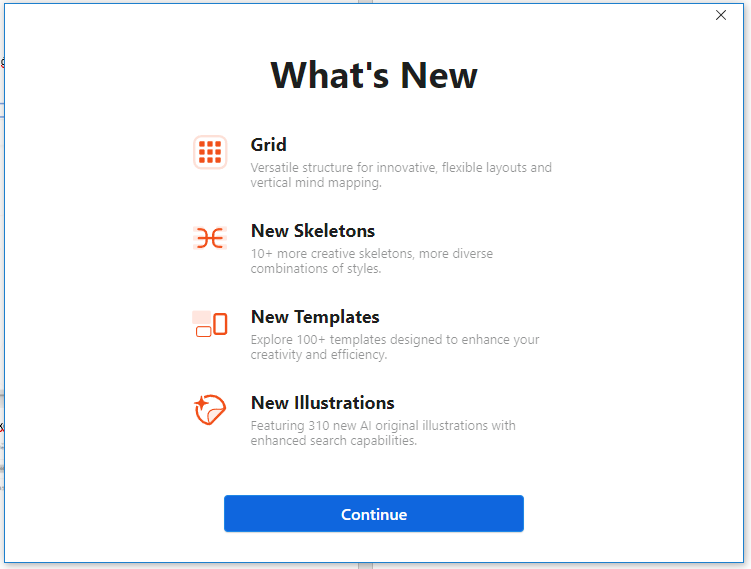 What's New
Grid
Versatile structure for innovative, flexible layouts and
vertical mind mapping.
New Skeletons
10+ more creative skeletons, more diverse
combinations of styles.
New Templates
Explore 100+ templates designed to enhance your
creativity and efficiency.
New Illustrations
Featuring 310 new AI original illustrations with
enhanced search capabilities.
Continue